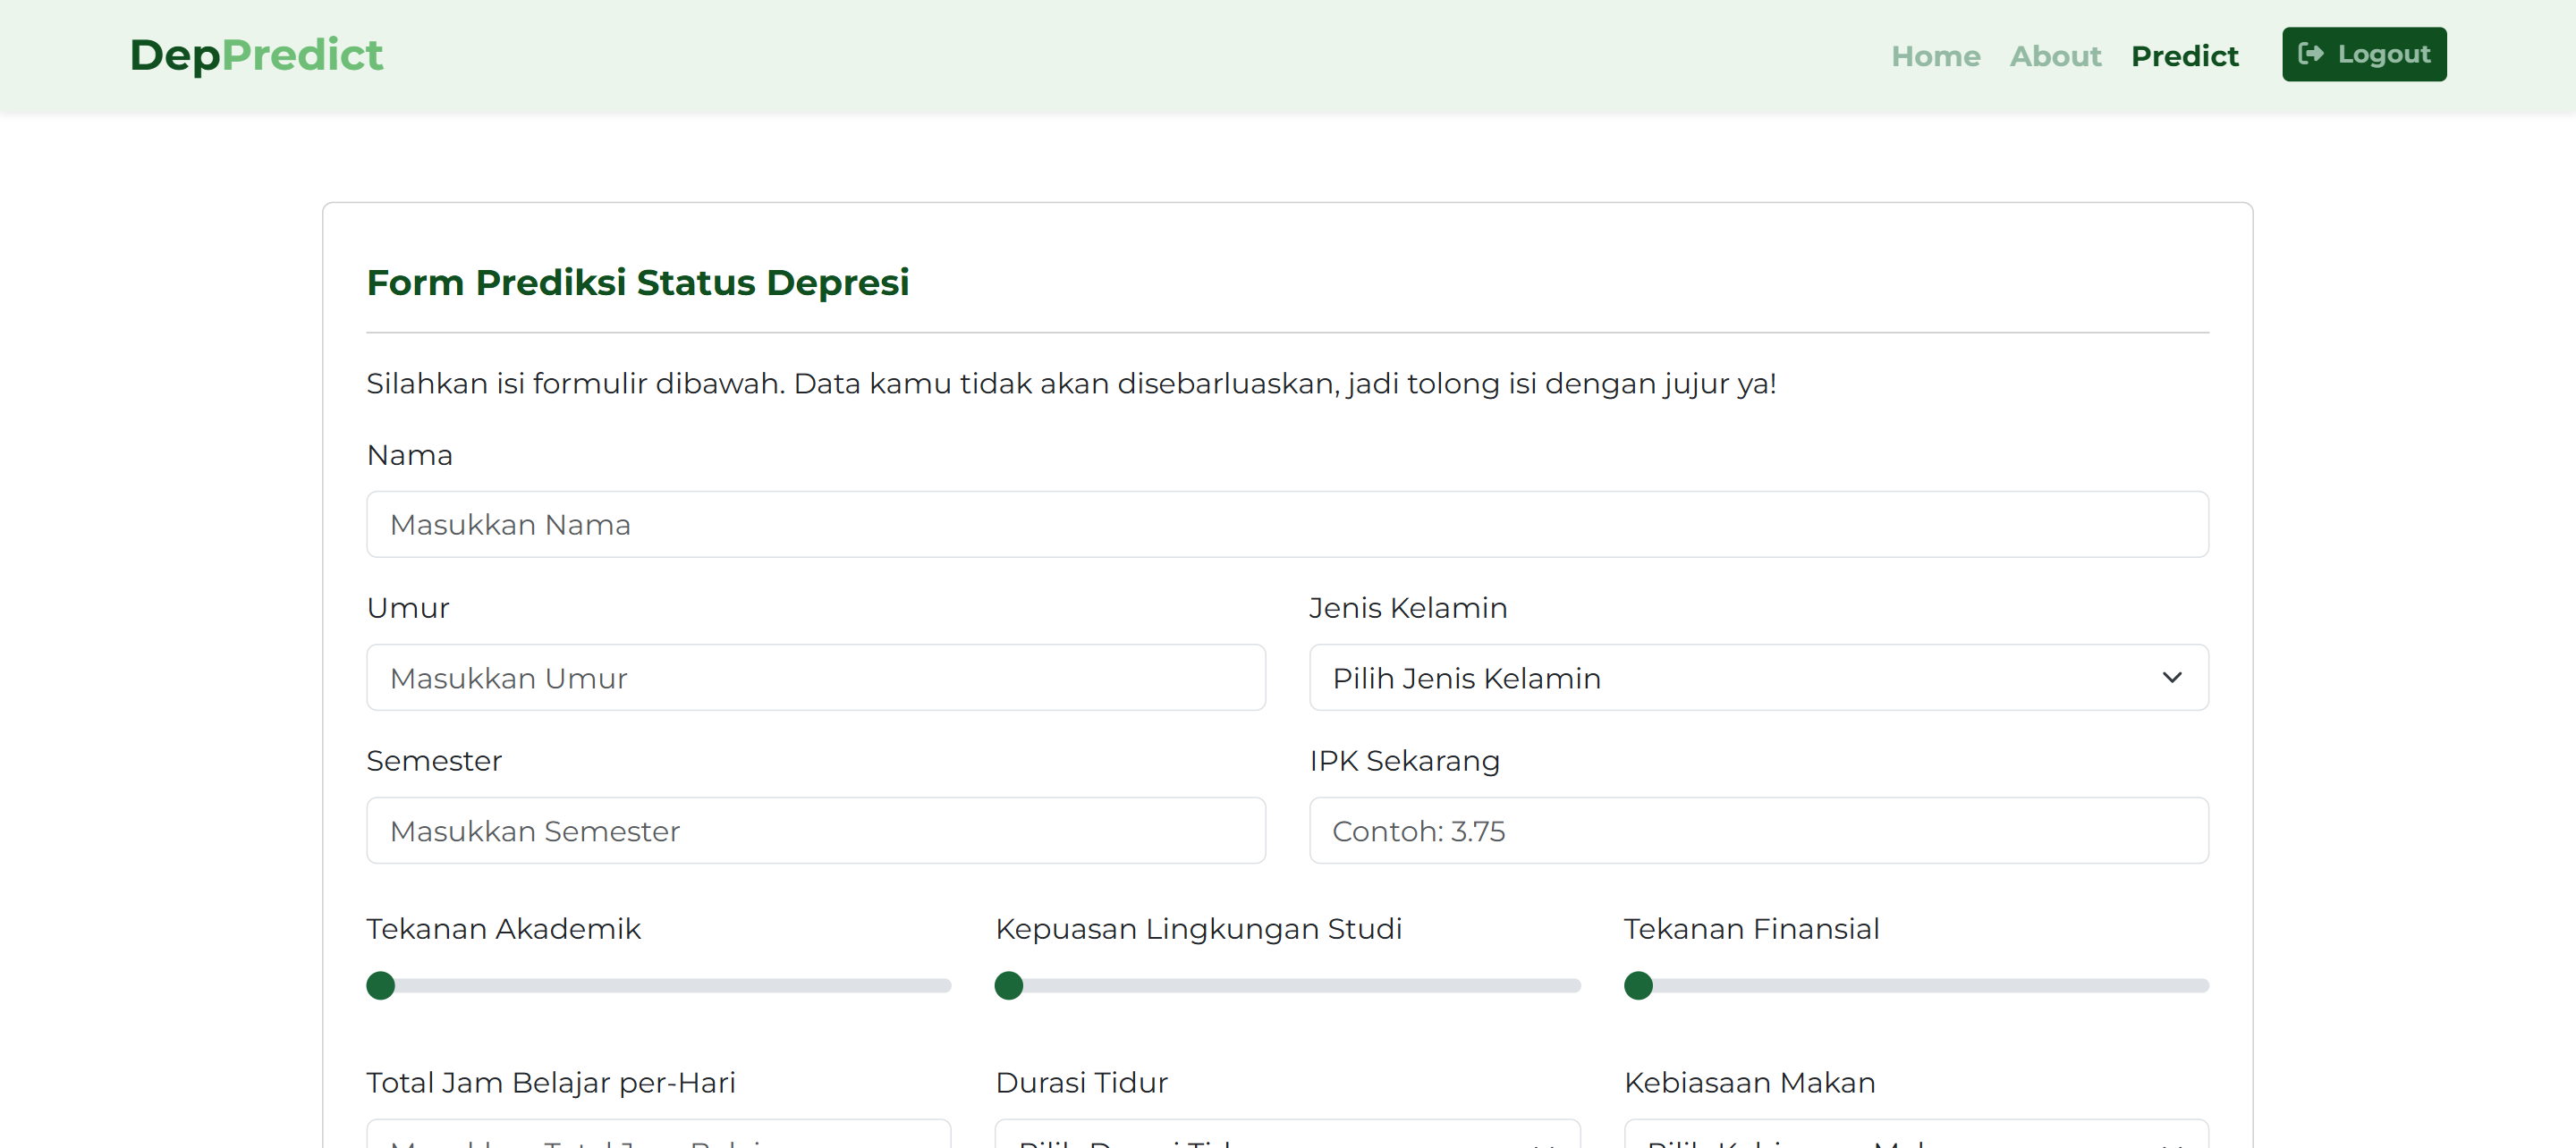 DepPredict
Home About Predict Logout
Form Prediksi Status Depresi
Silahkan isi formulir dibawah. Data kamu tidak akan disebarluaskan, jadi tolong isi dengan jujur ya!
Nama
Masukkan Nama
Umur Jenis Kelamin
Masukkan Umur Pilih Jenis Kelamin
Semester IPK Sekarang
Masukkan Semester Contoh: 3.75
Tekanan Akademik Kepuasan Lingkungan Studi Tekanan Finansial
Total Jam Belajar per-Hari Durasi Tidur Kebiasaan Makan